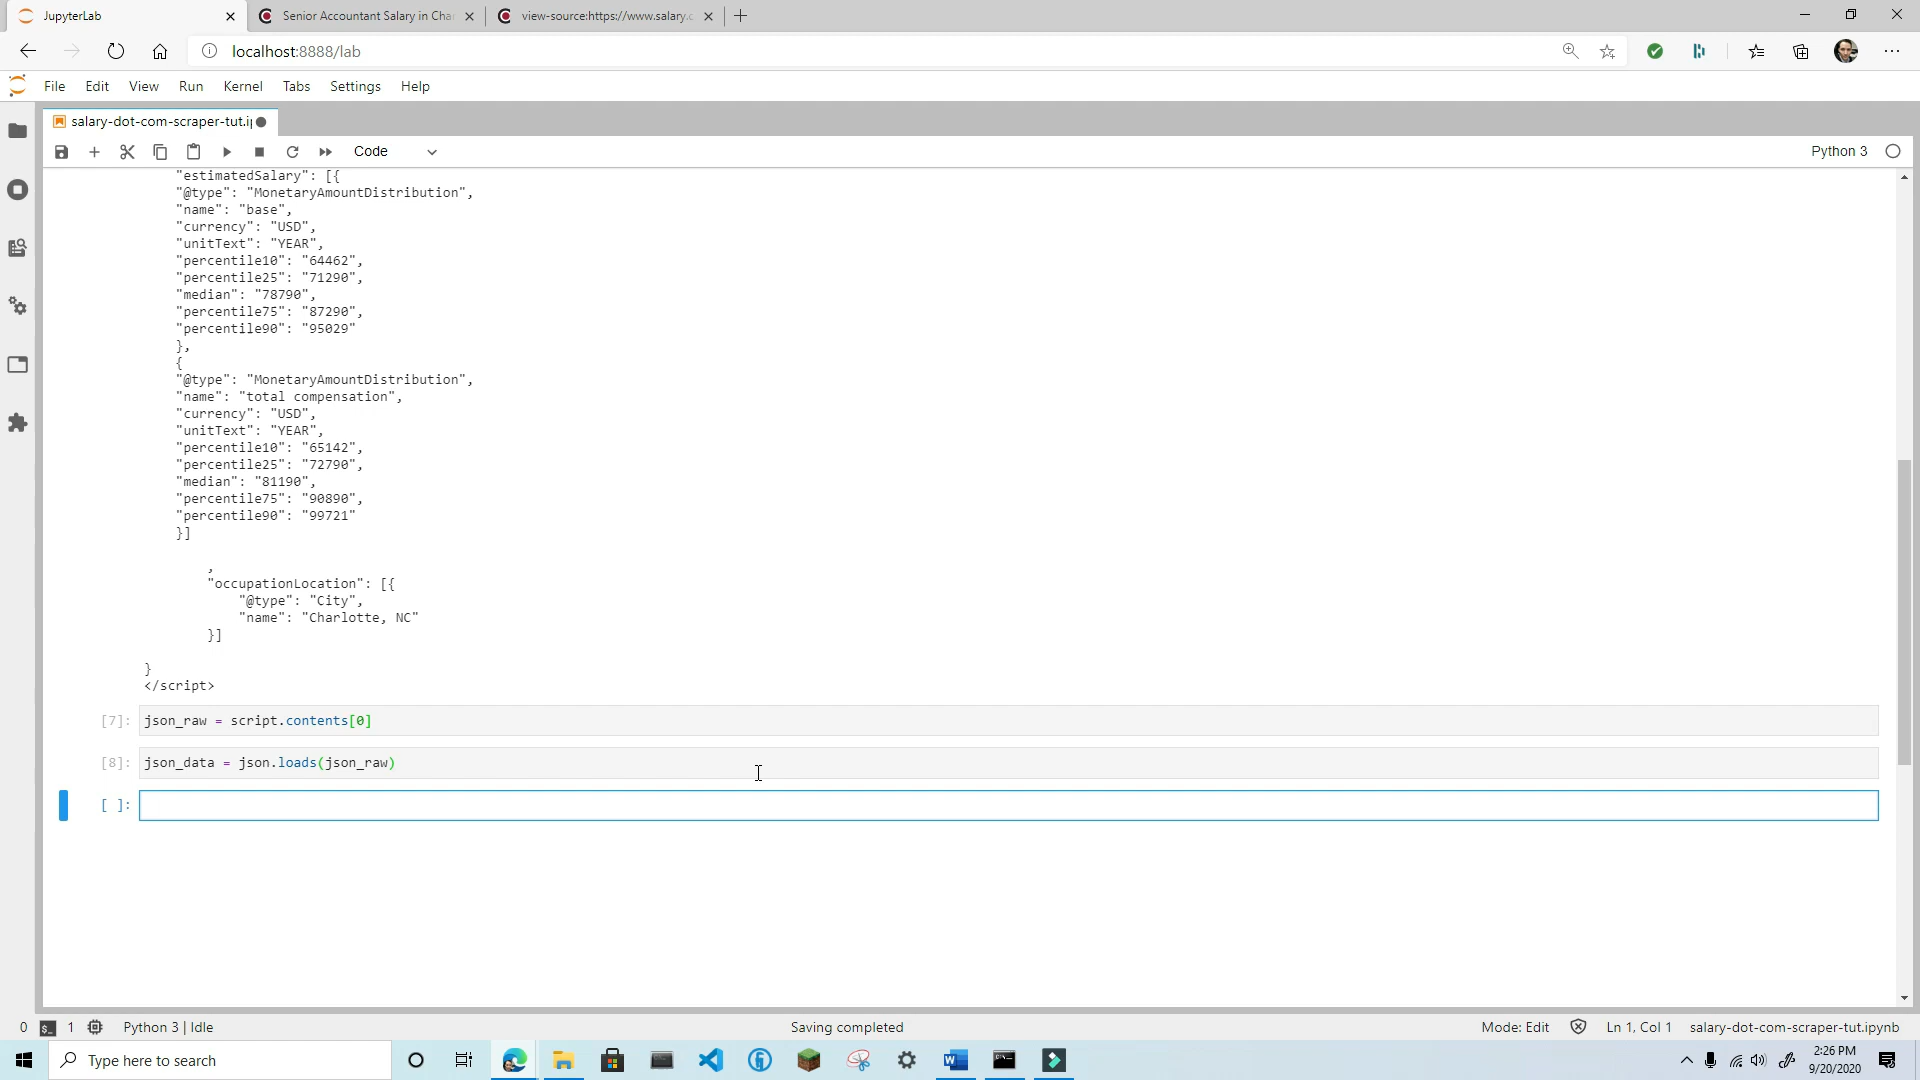 JupyterLab
Senior Accountant Salary in Cha
view-source:https://www.salary.c
localhost:8888/lab
File Edit View Run Kernel Tabs Settings Help
salary-dot-com-scraper-tut.i
Code
Python 3
"estimatedSalary": [{
"@type": "MonetaryAmountDistribution",
"name": "base",
"currency": "USD",
"unitText": "YEAR",
"percentile10": "64462",
"percentile25": "71290",
"median": "78790",
"percentile75": "87290",
"percentile90": "95029"
},
{
"@type": "MonetaryAmountDistribution",
"name": "total compensation",
"currency": "USD",
"unitText": "YEAR",
"percentile10": "65142",
"percentile25": "72790",
"median": "81190",
"percentile75": "90890",
"percentile90": "99721"
}]
,
"occupationLocation": [{
"@type": "City",
"name": "Charlotte, NC"
}]
}
</script>
[7]: json_raw = script.contents[0]
[8]: json_data = json.loads(json_raw)
[ ]:
0 $_ 1 Python 3 | Idle Saving completed Mode: Edit Ln 1, Col 1 salary-dot-com-scraper-tut.ipynb
Type here to search
2:26 PM
9/20/2020